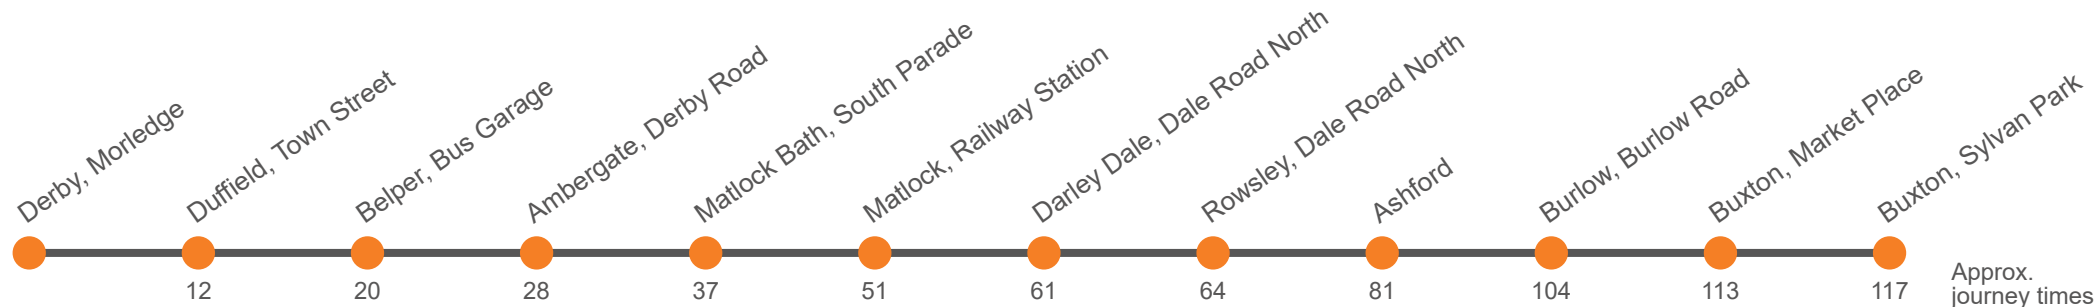 Derby, Morledge
Duffield, Town Street
Belper, Bus Garage
Ambergate, Derby Road
Matlock Bath, South Parade
Matlock, Railway Station
Darley Dale, Dale Road North
Rowsley, Dale Road North
Ashford
Burlow, Burlow Road
Buxton, Market Place
Buxton, Sylvan Park
12 20 28 37 51 61 64 81 104 113 117
Approx.
journey times